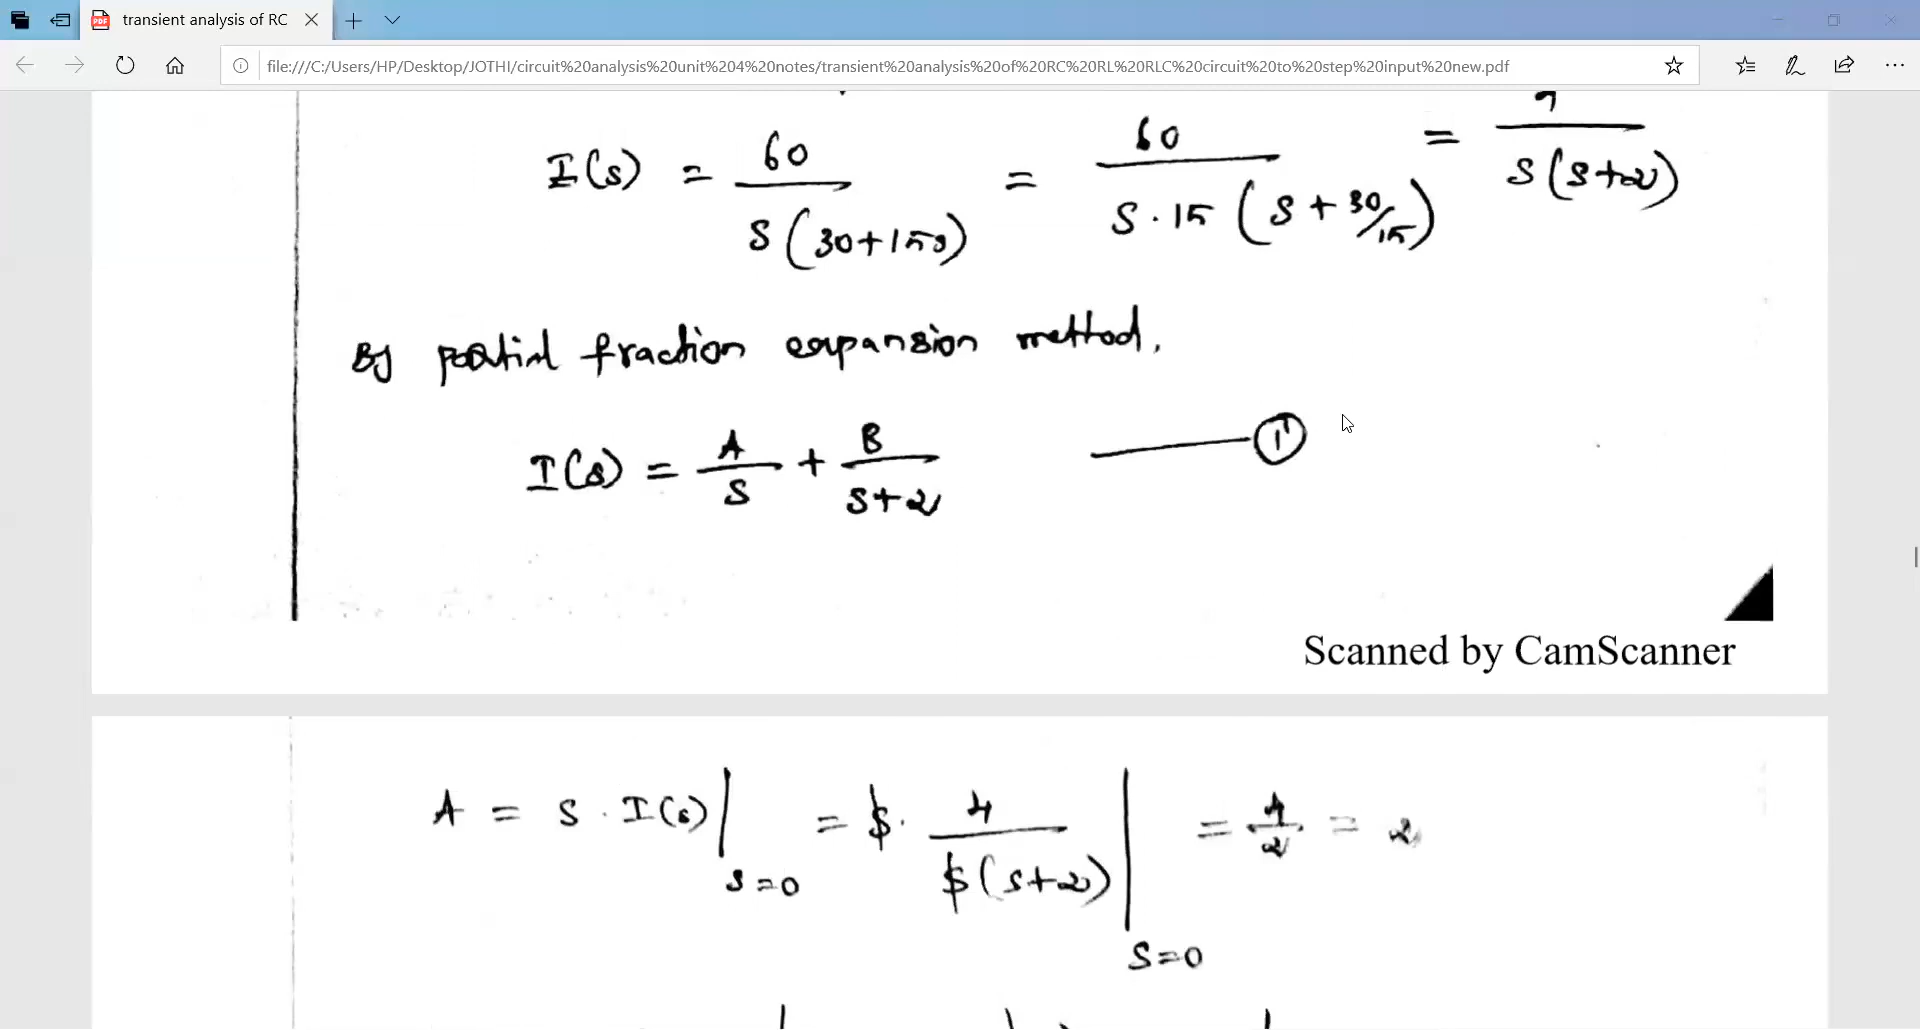 transient analysis of RC
file:///C:/Users/HP/Desktop/JOTHI/circuit%20analysis%20unit%204%20notes/transient%20analysis%20of%20RC%20RL%20RLC%20circuit%20to%20step%20input%20new.pdf
I(s) = 60 / S(30+15s) = 60 / S·15 (S + 30/15) = 4 / S(S+2)
By partial fraction expansion method,
I(s) = A/S + B/S+2 —— 1
Scanned by CamScanner
A = S · I(s) | S=0 = S · 4 / S(S+2) | S=0 = 4/2 = 2